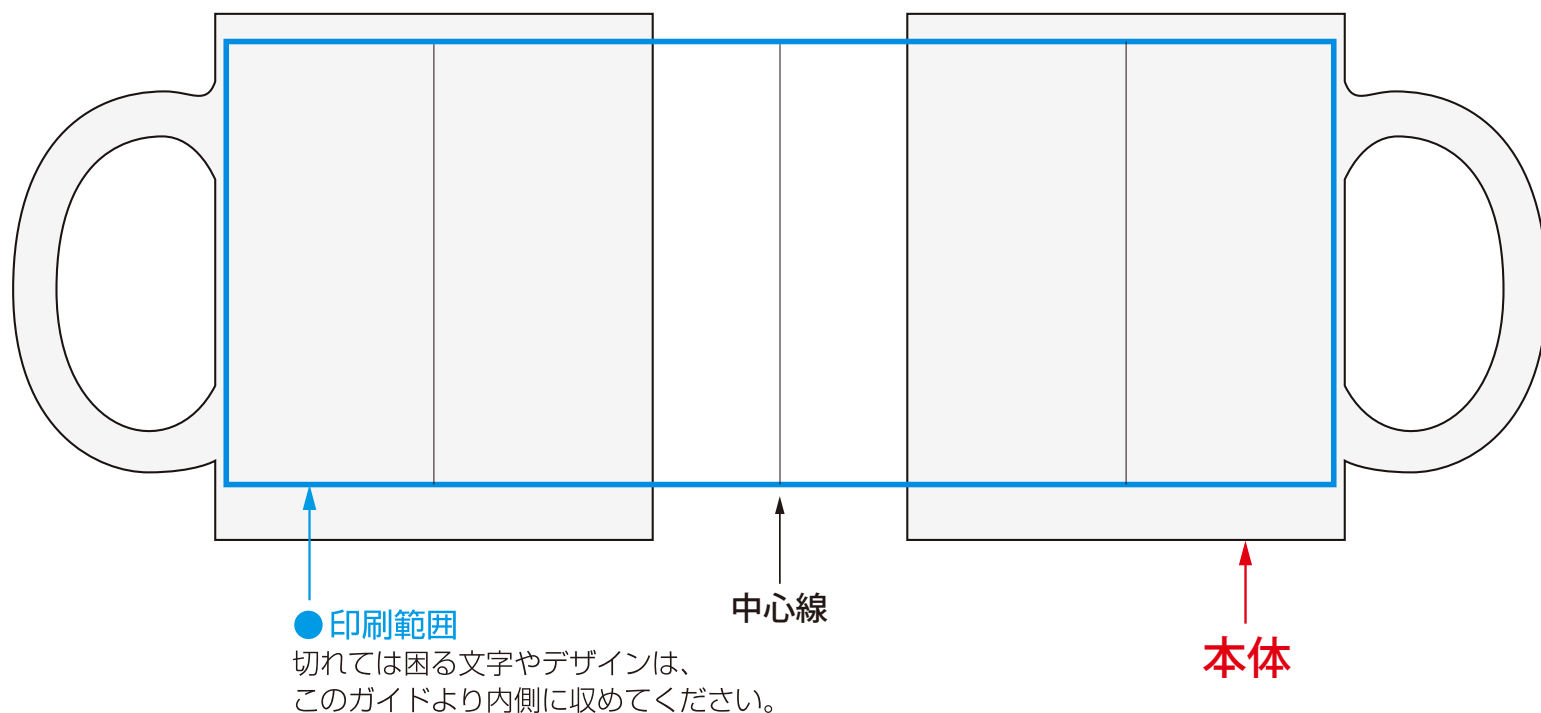 ●印刷範囲
切れては困る文字やデザインは、
このガイドより内側に収めてください。
中心線
本体